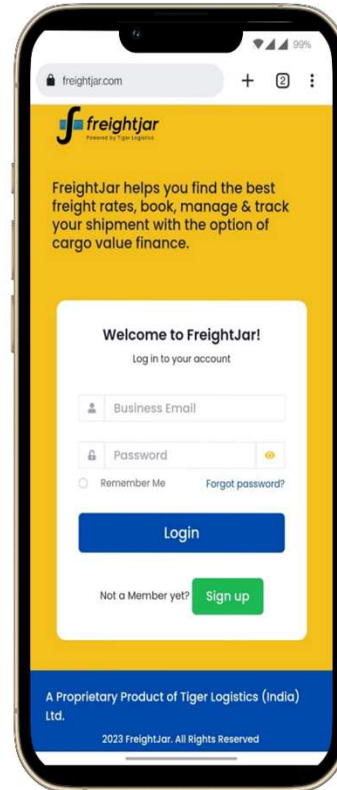 99%
freightjar.com
2
freightjar
Powered by Tiger Logistics
FreightJar helps you find the best
freight rates, book, manage & track
your shipment with the option of
cargo value finance.
Welcome to FreightJar!
Log in to your account
Business Email
Password
Remember Me Forgot password?
Login
Not a Member yet? Sign up
A Proprietary Product of Tiger Logistics (India)
Ltd.
2023 FreightJar. All Rights Reserved